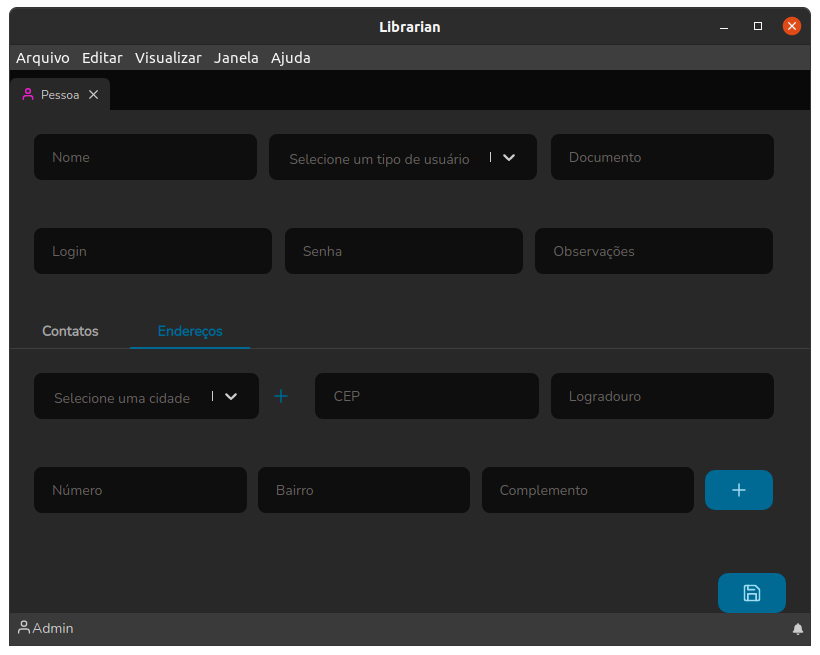 Librarian
Arquivo Editar Visualizar Janela Ajuda
Pessoa
Nome Selecione um tipo de usuário Documento
Login Senha Observações
Contatos Endereços
Selecione uma cidade CEP Logradouro
Número Bairro Complemento
Admin